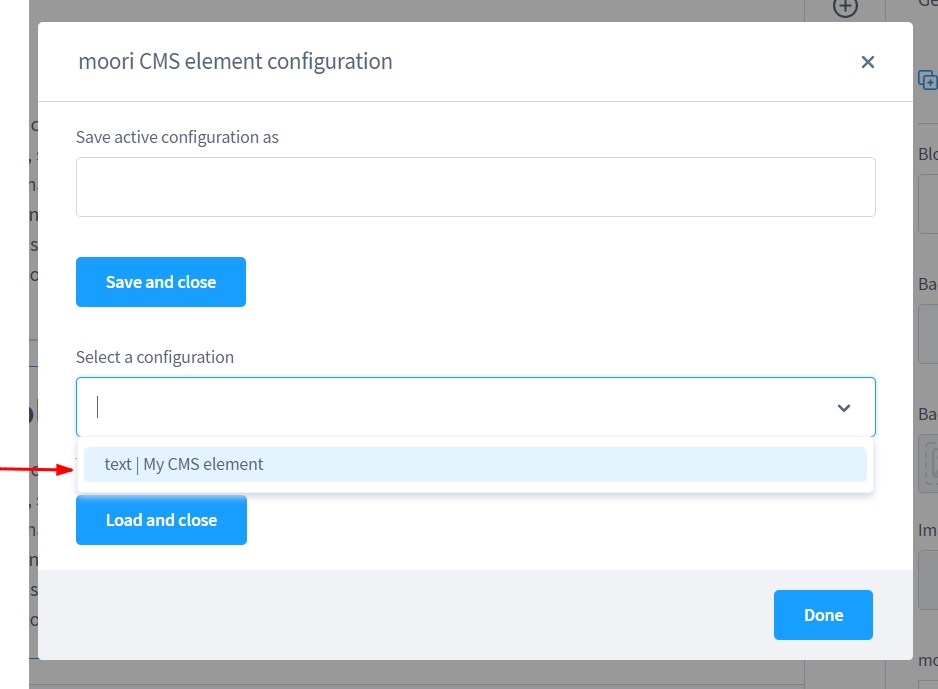 moori CMS element configuration
Save active configuration as
Save and close
Select a configuration
text | My CMS element
Load and close
Done